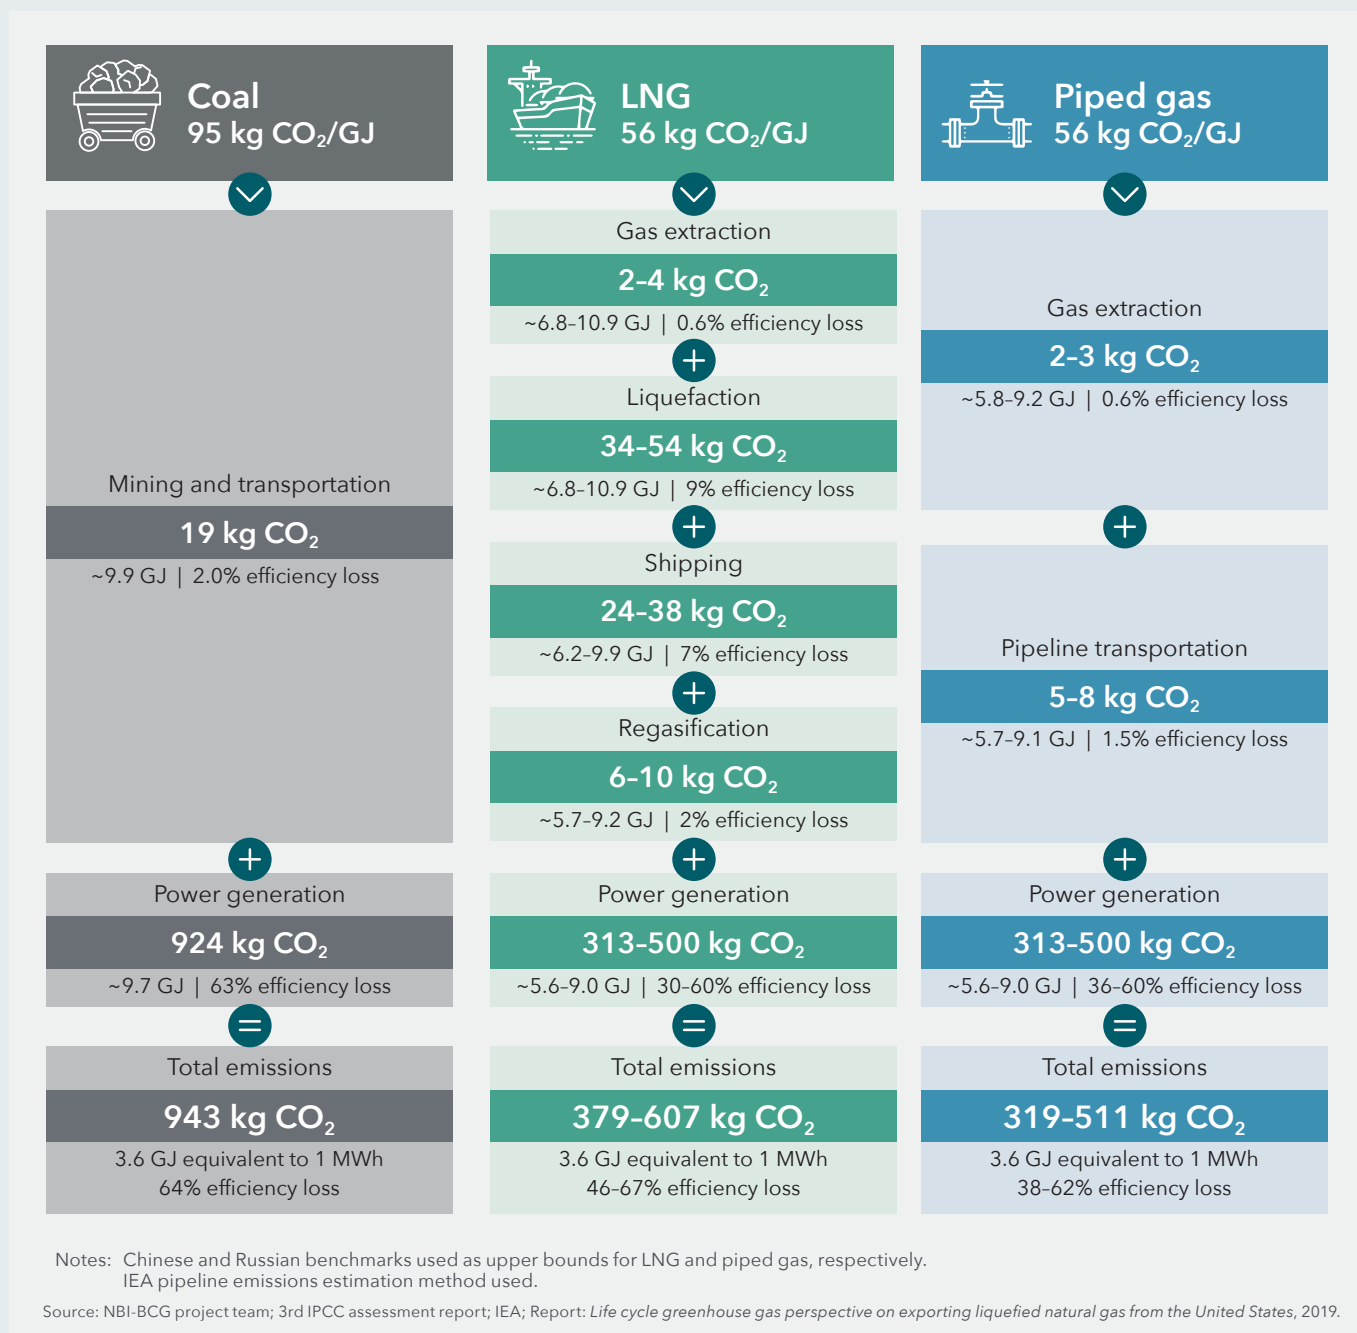 Coal
95 kg CO₂/GJ
Mining and transportation
19 kg CO₂
~9.9 GJ | 2.0% efficiency loss
Power generation
924 kg CO₂
~9.7 GJ | 63% efficiency loss
Total emissions
943 kg CO₂
3.6 GJ equivalent to 1 MWh
64% efficiency loss
LNG
56 kg CO₂/GJ
Gas extraction
2–4 kg CO₂
~6.8–10.9 GJ | 0.6% efficiency loss
Liquefaction
34–54 kg CO₂
~6.8–10.9 GJ | 9% efficiency loss
Shipping
24–38 kg CO₂
~6.2–9.9 GJ | 7% efficiency loss
Regasification
6–10 kg CO₂
~5.7–9.2 GJ | 2% efficiency loss
Power generation
313–500 kg CO₂
~5.6–9.0 GJ | 30–60% efficiency loss
Total emissions
379–607 kg CO₂
3.6 GJ equivalent to 1 MWh
46–67% efficiency loss
Piped gas
56 kg CO₂/GJ
Gas extraction
2–3 kg CO₂
~5.8–9.2 GJ | 0.6% efficiency loss
Pipeline transportation
5–8 kg CO₂
~5.7–9.1 GJ | 1.5% efficiency loss
Power generation
313–500 kg CO₂
~5.6–9.0 GJ | 36–60% efficiency loss
Total emissions
319–511 kg CO₂
3.6 GJ equivalent to 1 MWh
38–62% efficiency loss
Notes: Chinese and Russian benchmarks used as upper bounds for LNG and piped gas, respectively.
IEA pipeline emissions estimation method used.
Source: NBI-BCG project team; 3rd IPCC assessment report; IEA; Report: Life cycle greenhouse gas perspective on exporting liquefied natural gas from the United States, 2019.